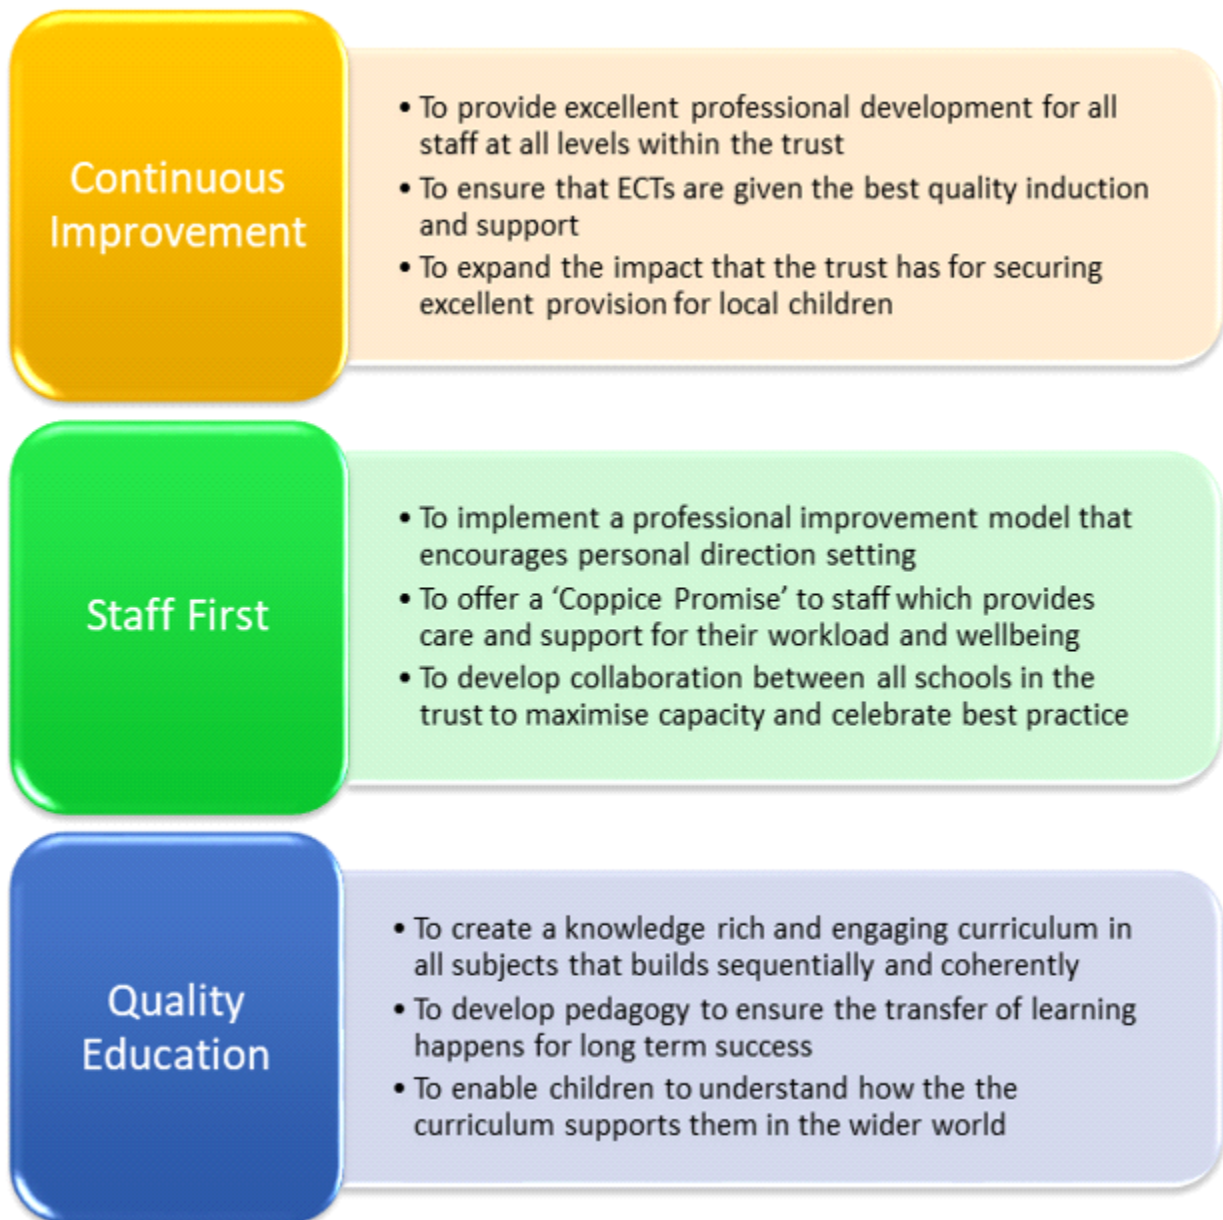 Continuous
Improvement
• To provide excellent professional development for all
staff at all levels within the trust
• To ensure that ECTs are given the best quality induction
and support
• To expand the impact that the trust has for securing
excellent provision for local children
Staff First
• To implement a professional improvement model that
encourages personal direction setting
• To offer a ‘Coppice Promise’ to staff which provides
care and support for their workload and wellbeing
• To develop collaboration between all schools in the
trust to maximise capacity and celebrate best practice
Quality
Education
• To create a knowledge rich and engaging curriculum in
all subjects that builds sequentially and coherently
• To develop pedagogy to ensure the transfer of learning
happens for long term success
• To enable children to understand how the the
curriculum supports them in the wider world